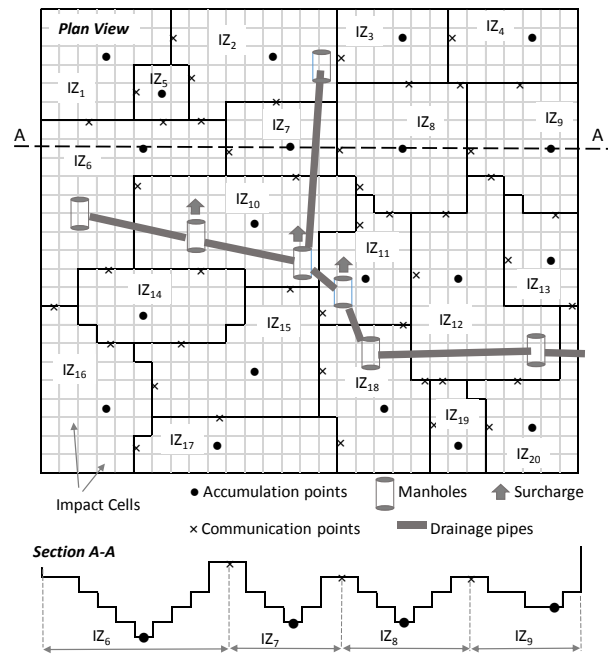 Plan View
IZ2
IZ3
IZ4
IZ1
IZ5
IZ7
IZ8
IZ9
A
A
IZ6
IZ10
IZ11
IZ13
IZ14
IZ15
IZ12
IZ16
IZ18
IZ19
IZ17
IZ20
Impact Cells
Accumulation points
Manholes
Surcharge
Communication points
Drainage pipes
Section A-A
IZ6
IZ7
IZ8
IZ9